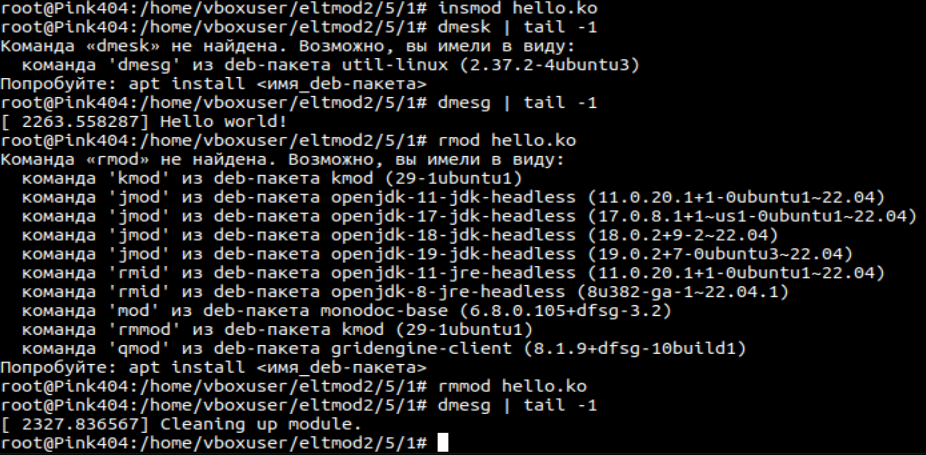 root@Pink404:/home/vboxuser/eltmod2/5/1# insmod hello.ko
root@Pink404:/home/vboxuser/eltmod2/5/1# dmesk | tail -1
Команда «dmesk» не найдена. Возможно, вы имели в виду:
  команда 'dmesg' из deb-пакета util-linux (2.37.2-4ubuntu3)
Попробуйте: apt install <имя_deb-пакета>
root@Pink404:/home/vboxuser/eltmod2/5/1# dmesg | tail -1
[ 2263.558287] Hello world!
root@Pink404:/home/vboxuser/eltmod2/5/1# rmod hello.ko
Команда «rmod» не найдена. Возможно, вы имели в виду:
  команда 'kmod' из deb-пакета kmod (29-1ubuntu1)
  команда 'jmod' из deb-пакета openjdk-11-jdk-headless (11.0.20.1+1-0ubuntu1~22.04)
  команда 'jmod' из deb-пакета openjdk-17-jdk-headless (17.0.8.1+1~us1-0ubuntu1~22.04)
  команда 'jmod' из deb-пакета openjdk-18-jdk-headless (18.0.2+9-2~22.04)
  команда 'jmod' из deb-пакета openjdk-19-jdk-headless (19.0.2+7-0ubuntu3~22.04)
  команда 'rmid' из deb-пакета openjdk-11-jre-headless (11.0.20.1+1-0ubuntu1~22.04)
  команда 'rmid' из deb-пакета openjdk-8-jre-headless (8u382-ga-1~22.04.1)
  команда 'mod' из deb-пакета monodoc-base (6.8.0.105+dfsg-3.2)
  команда 'rmmod' из deb-пакета kmod (29-1ubuntu1)
  команда 'qmod' из deb-пакета gridengine-client (8.1.9+dfsg-10build1)
Попробуйте: apt install <имя_deb-пакета>
root@Pink404:/home/vboxuser/eltmod2/5/1# rmmod hello.ko
root@Pink404:/home/vboxuser/eltmod2/5/1# dmesg | tail -1
[ 2327.836567] Cleaning up module.
root@Pink404:/home/vboxuser/eltmod2/5/1#